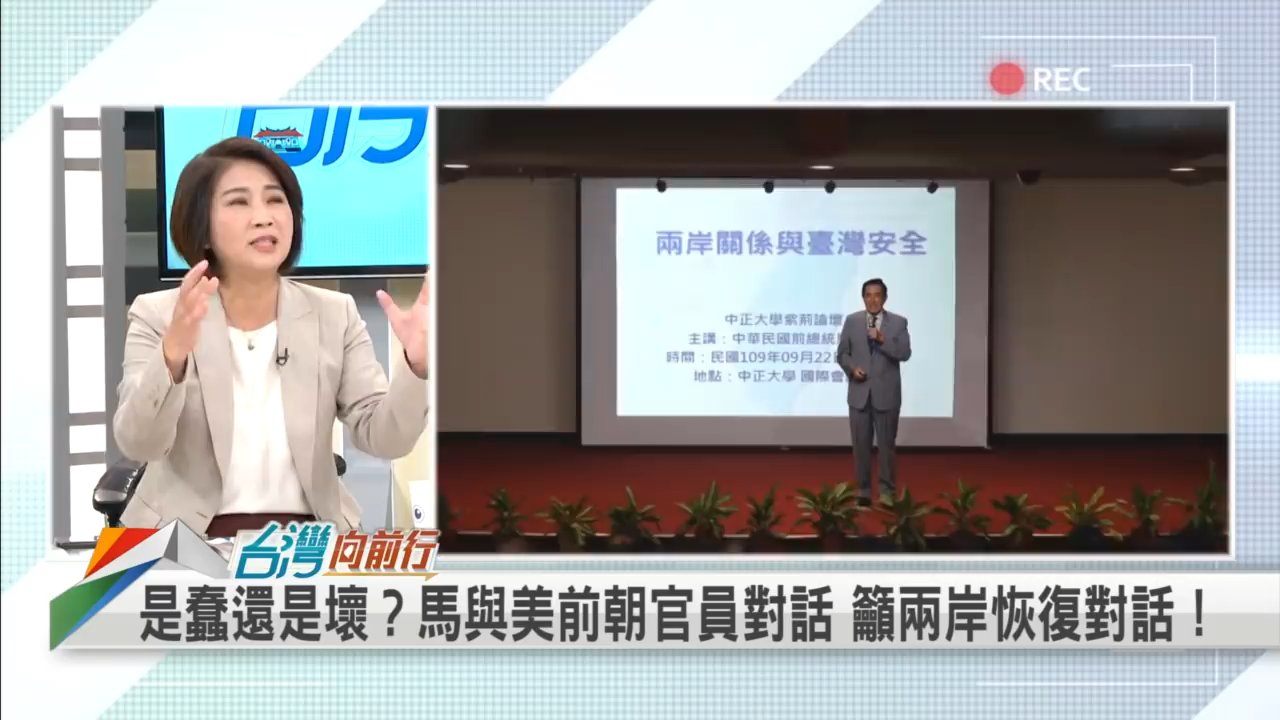 REC
兩岸關係與臺灣安全
中正大學紫荊論壇
主講：中華民國前總統
時間：民國109年09月22
地點：中正大學 國際會
台灣向前行
是蠢還是壞？馬與美前朝官員對話 籲兩岸恢復對話！